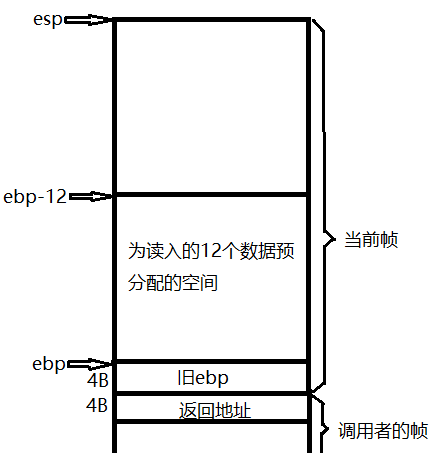 esp
ebp-12
为读入的12个数据预
分配的空间
当前帧
ebp
旧ebp
4B
4B
返回地址
调用者的帧